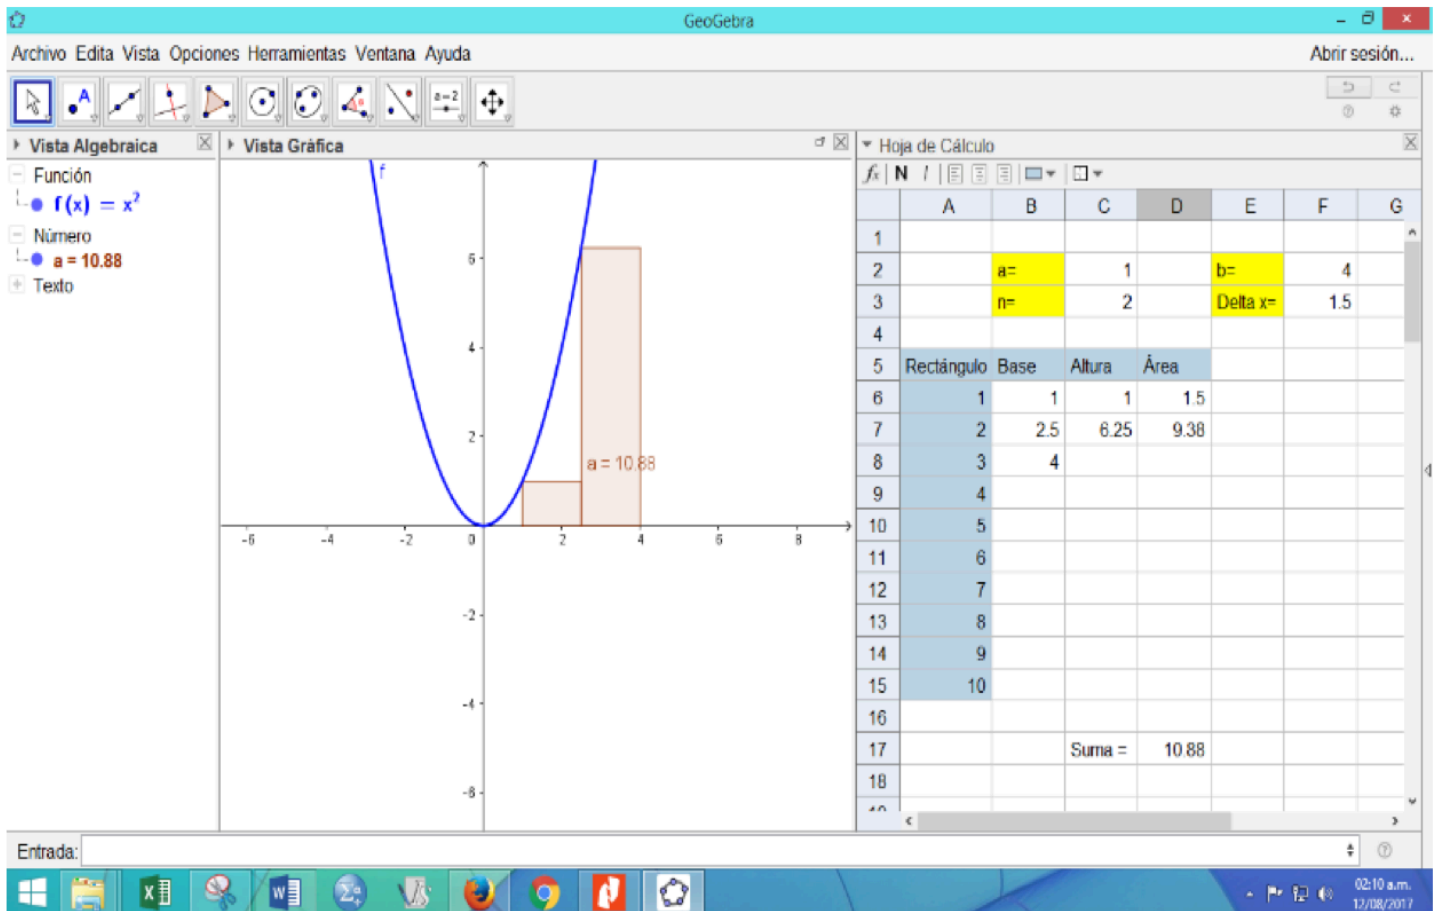 GeoGebra
Archivo Edita Vista Opciones Herramientas Ventana Ayuda
Abrir sesión...
A
a=2
Vista Algebraica
Función
f(x) = x²
Número
a = 10.88
Texto
Vista Gráfica
f
6
4
2
a = 10.88
-6 -4 -2 0 2 4 6 8
-2
-4
-6
Hoja de Cálculo
fx N I
A B C D E F G
1
2 a= 1 b= 4
3 n= 2 Delta x= 1.5
4
5 Rectángulo Base Altura Área
6 1 1 1 1.5
7 2 2.5 6.25 9.38
8 3 4
9 4
10 5
11 6
12 7
13 8
14 9
15 10
16
17 Suma = 10.88
18
Entrada:
02:10 a.m.
12/08/2017